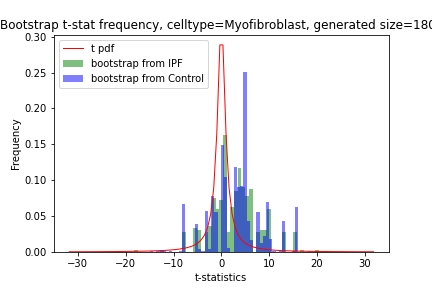 Bootstrap t-stat frequency, celltype=Myofibroblast, generated size=180
t pdf
bootstrap from IPF
bootstrap from Control
Frequency
0.30
0.25
0.20
0.15
0.10
0.05
0.00
−30
−20
−10
0
10
20
30
t-statistics